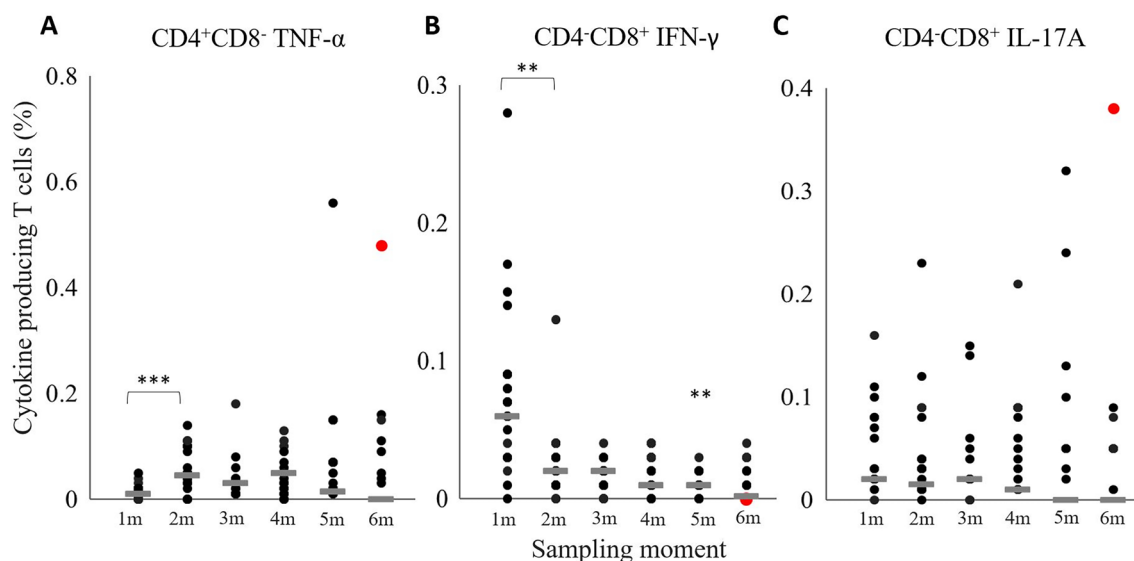 A
CD4⁺CD8⁻ TNF-α
B
CD4⁻CD8⁺ IFN-γ
C
CD4⁻CD8⁺ IL-17A
Cytokine producing T cells (%)
0.8
0.6
0.4
0.2
0
***
1m 2m 3m 4m 5m 6m
0.3
0.2
0.1
0
**
**
1m 2m 3m 4m 5m 6m
0.4
0.3
0.2
0.1
0
1m 2m 3m 4m 5m 6m
Sampling moment